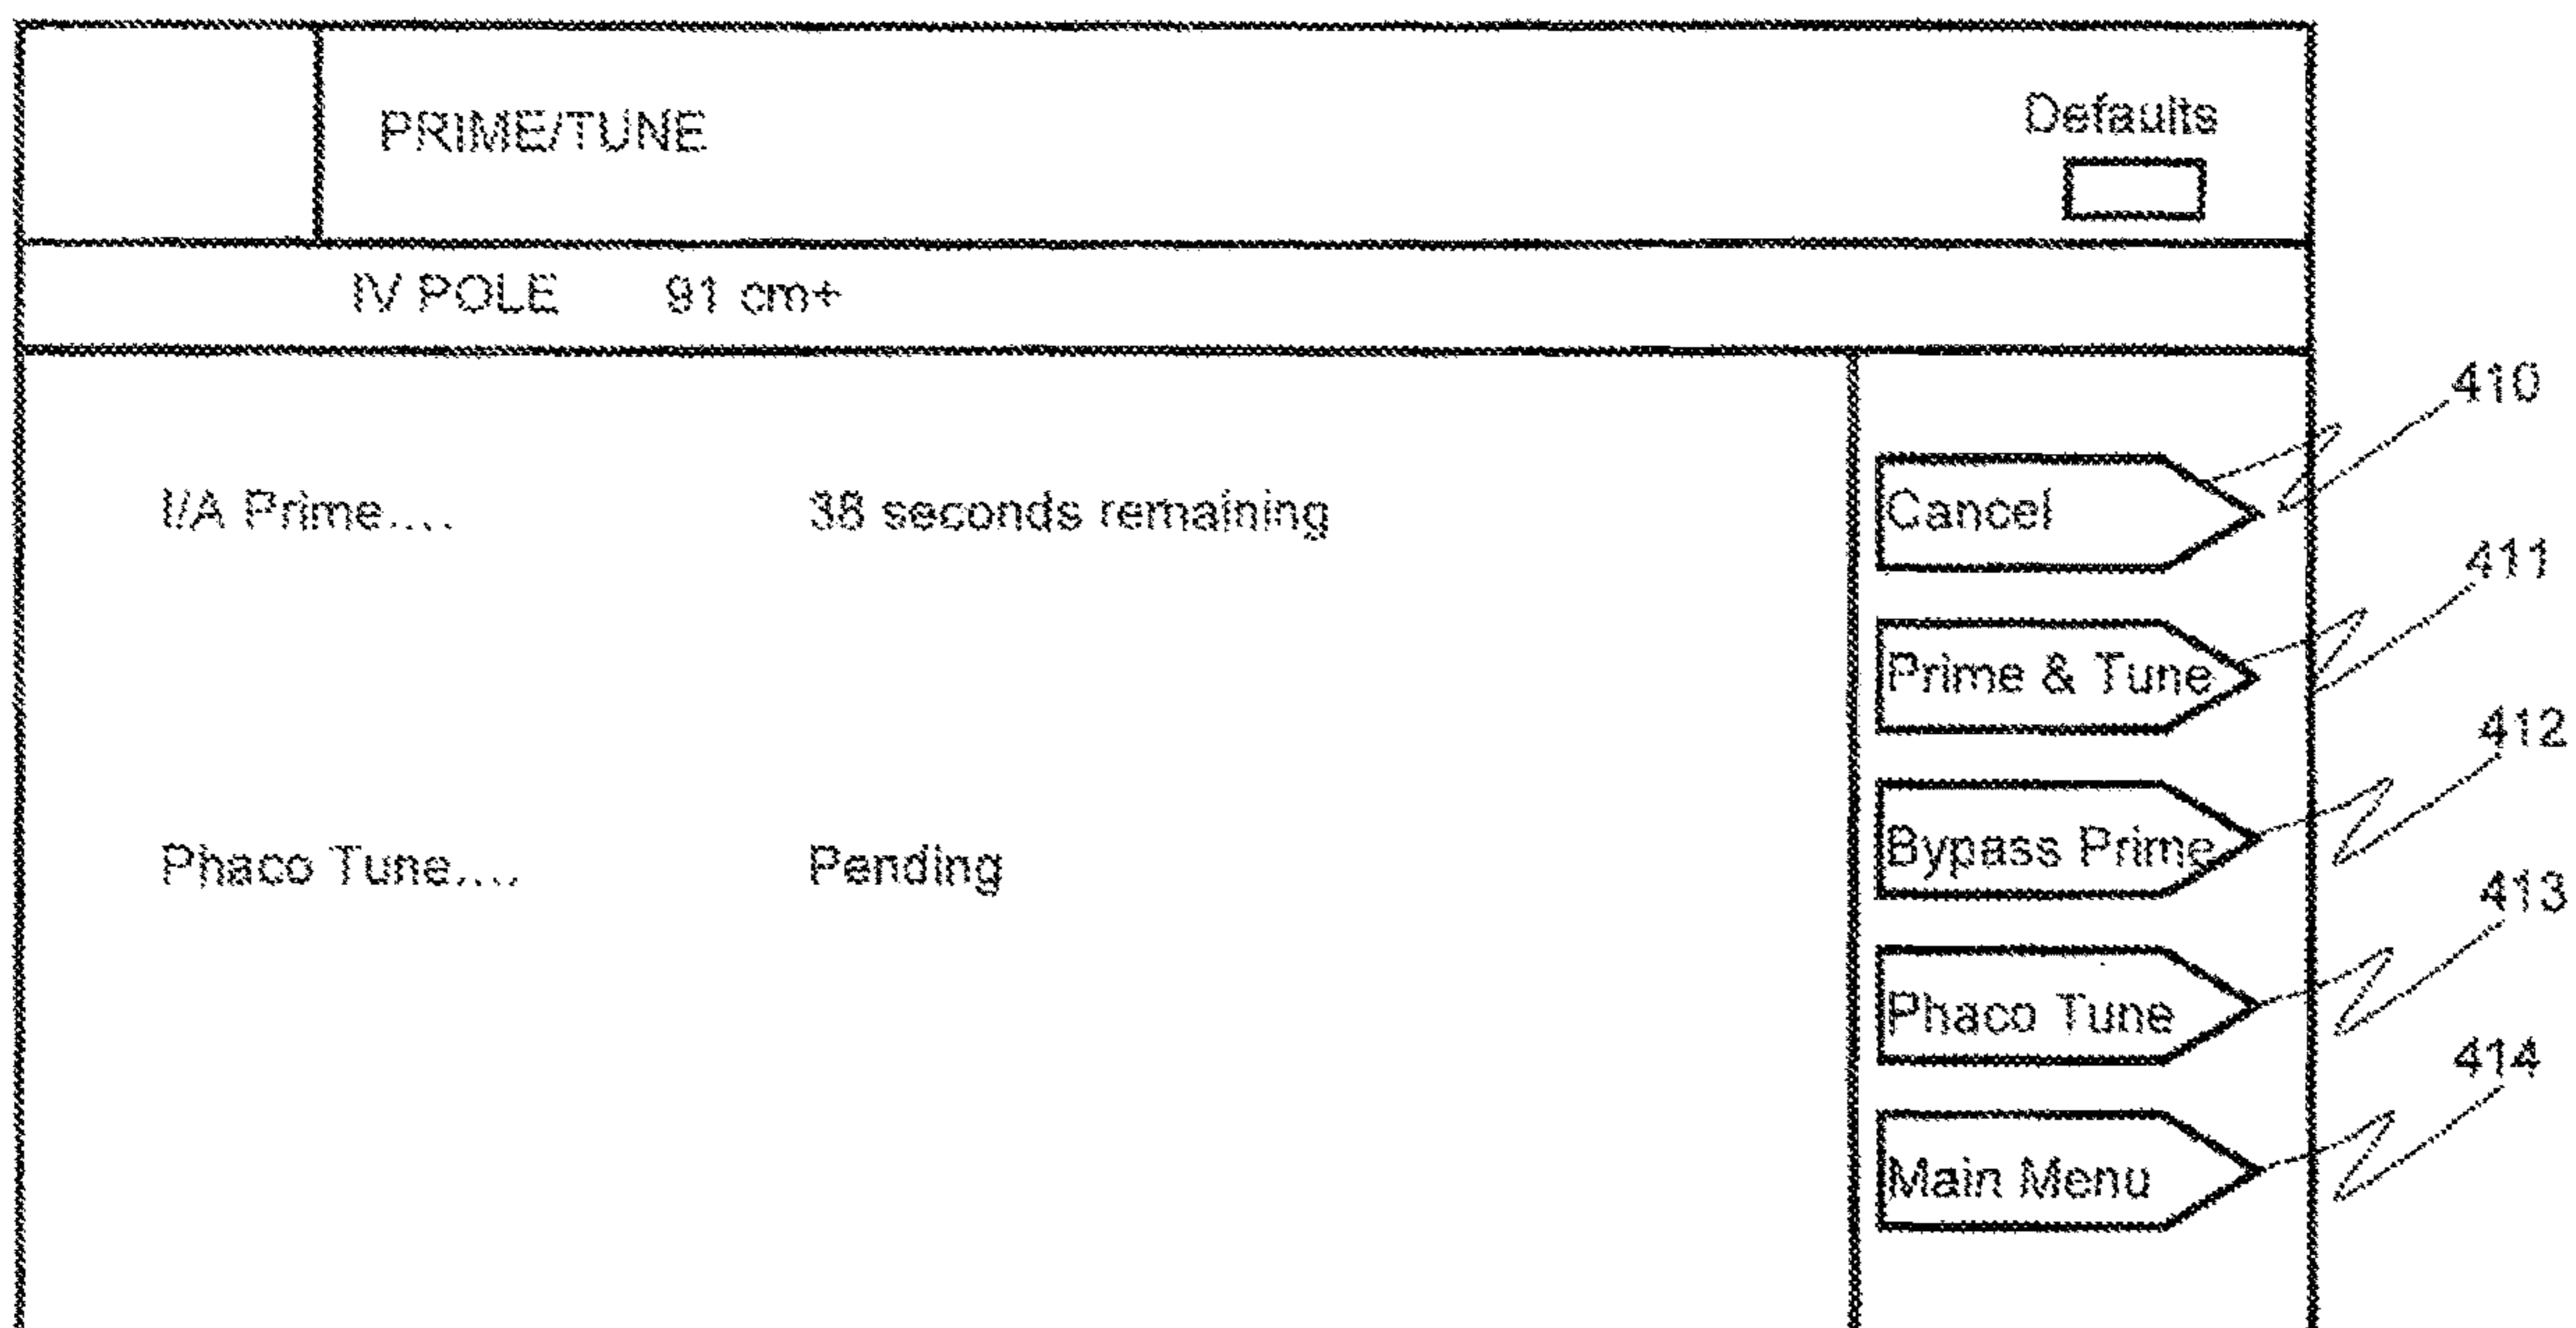 PRIME/TUNE
Defaults
IV POLE 91 cm+
410
I/A Prime.... 38 seconds remaining
Cancel
411
Prime & Tune
412
Phaco Tune.... Pending
Bypass Prime
413
Phaco Tune
414
Main Menu